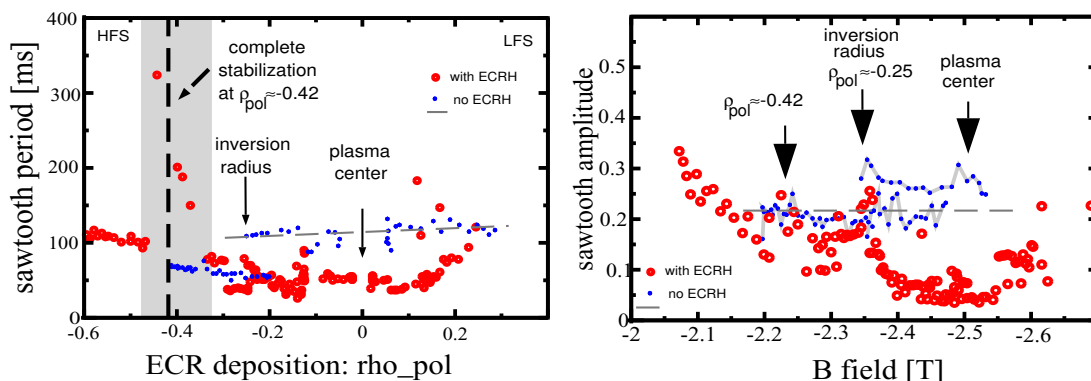 400
300
200
100
0
sawtooth period [ms]
HFS
LFS
complete
stabilization
at ρpol≈-0.42
with ECRH
no ECRH
inversion
radius
plasma
center
-0.6
-0.4
-0.2
0
0.2
ECR deposition: rho_pol
0.5
0.4
0.3
0.2
0.1
0
sawtooth amplitude
inversion
radius
ρpol≈-0.25
plasma
center
ρpol≈-0.42
with ECRH
no ECRH
-2
-2.1
-2.2
-2.3
-2.4
-2.5
-2.6
B field [T]